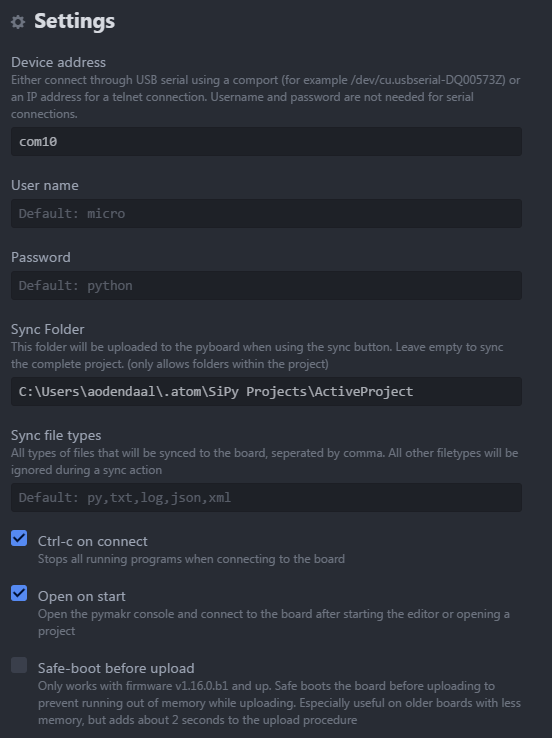 Settings
Device address
Either connect through USB serial using a comport (for example /dev/cu.usbserial-DQ00573Z) or
an IP address for a telnet connection. Username and password are not needed for serial
connections.
com10
User name
Default: micro
Password
Default: python
Sync Folder
This folder will be uploaded to the pyboard when using the sync button. Leave empty to sync
the complete project. (only allows folders within the project)
C:\Users\aodendaal\.atom\SiPy Projects\ActiveProject
Sync file types
All types of files that will be synced to the board, seperated by comma. All other filetypes will be
ignored during a sync action
Default: py,txt,log,json,xml
Ctrl-c on connect
Stops all running programs when connecting to the board
Open on start
Open the pymakr console and connect to the board after starting the editor or opening a
project
Safe-boot before upload
Only works with firmware v1.16.0.b1 and up. Safe boots the board before uploading to
prevent running out of memory while uploading. Especially useful on older boards with less
memory, but adds about 2 seconds to the upload procedure